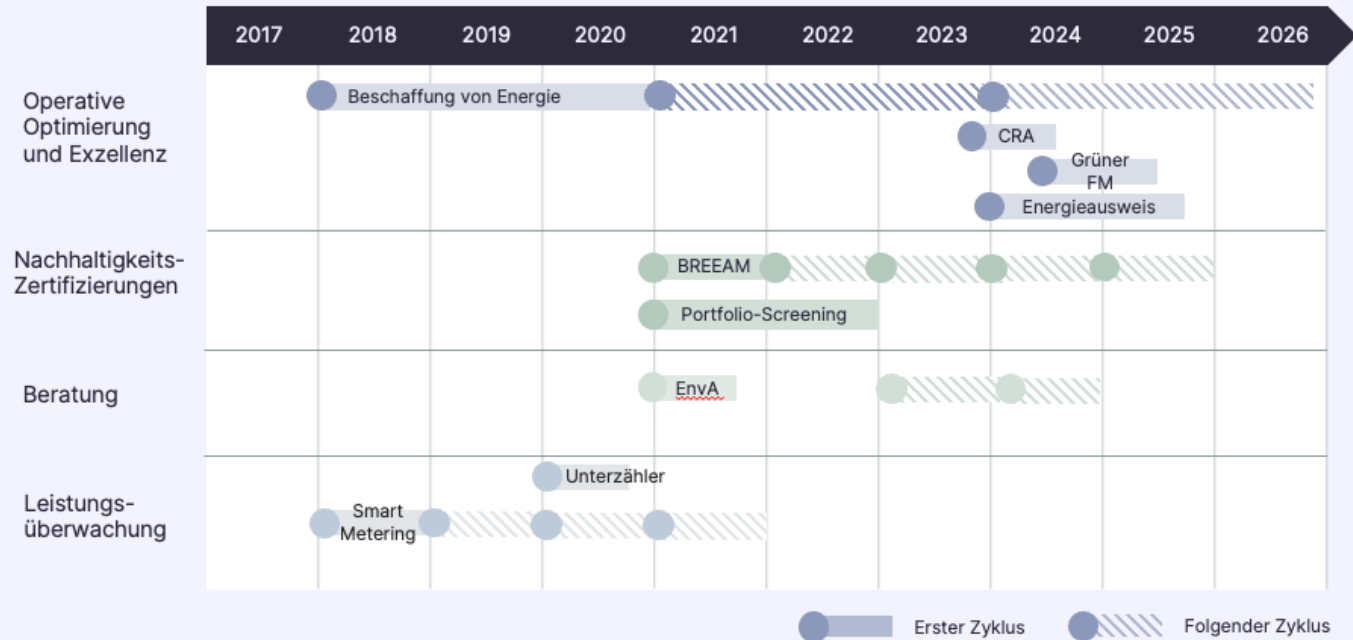 2017 2018 2019 2020 2021 2022 2023 2024 2025 2026
Operative
Optimierung
und Exzellenz
Beschaffung von Energie
CRA
Grüner
FM
Energieausweis
Nachhaltigkeits-
Zertifizierungen
BREEAM
Portfolio-Screening
Beratung
EnvA
Leistungs-
überwachung
Unterzähler
Smart
Metering
Erster Zyklus
Folgender Zyklus